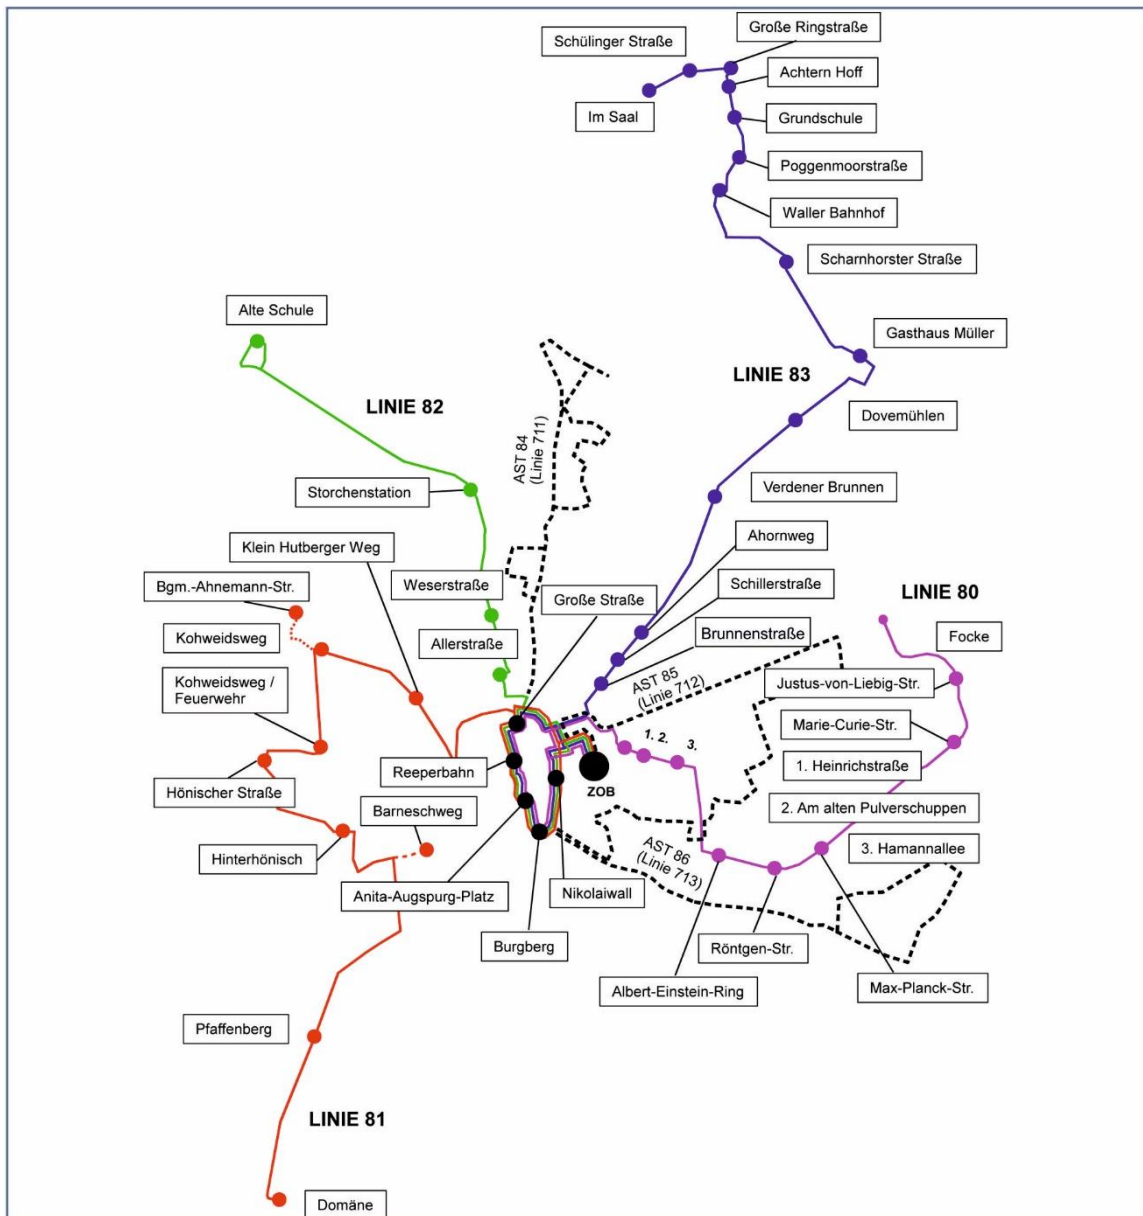 Große Ringstraße
Schülinger Straße
Achtern Hoff
Im Saal
Grundschule
Poggenmoorstraße
Waller Bahnhof
Scharnhorster Straße
Alte Schule
Gasthaus Müller
LINIE 83
LINIE 82
Dovemühlen
AST 84
(Linie 711)
Storchenstation
Verdener Brunnen
Klein Hutberger Weg
Ahornweg
Bgm.-Ahnemann-Str.
Weserstraße
Schillerstraße
Große Straße
LINIE 80
Kohweidsweg
Allerstraße
Brunnenstraße
Focke
Kohweidsweg /
Feuerwehr
AST 85
(Linie 712)
Justus-von-Liebig-Str.
Marie-Curie-Str.
1. 2. 3.
Reeperbahn
1. Heinrichstraße
Hönischer Straße
ZOB
Barneschweg
2. Am alten Pulverschuppen
Hinterhönisch
AST 86
(Linie 713)
3. Hamannallee
Anita-Augspurg-Platz
Nikolaiwall
Burgberg
Röntgen-Str.
Albert-Einstein-Ring
Max-Planck-Str.
Pfaffenberg
LINIE 81
Domäne